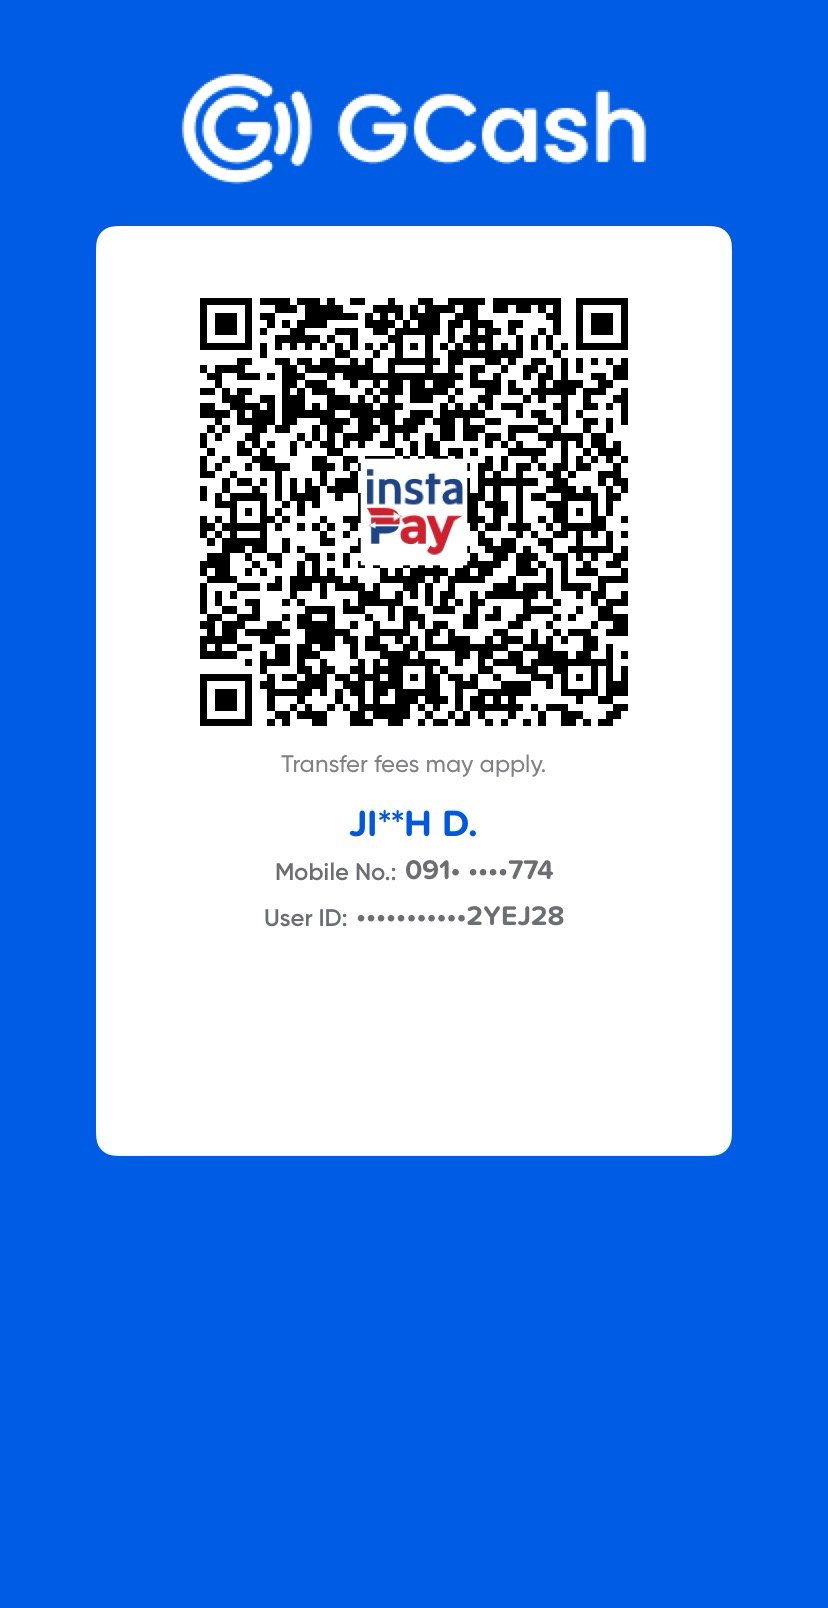 GCash
insta
Pay
Transfer fees may apply.
JI**H D.
Mobile No.: 091• ••••774
User ID: •••••••••••2YEJ28